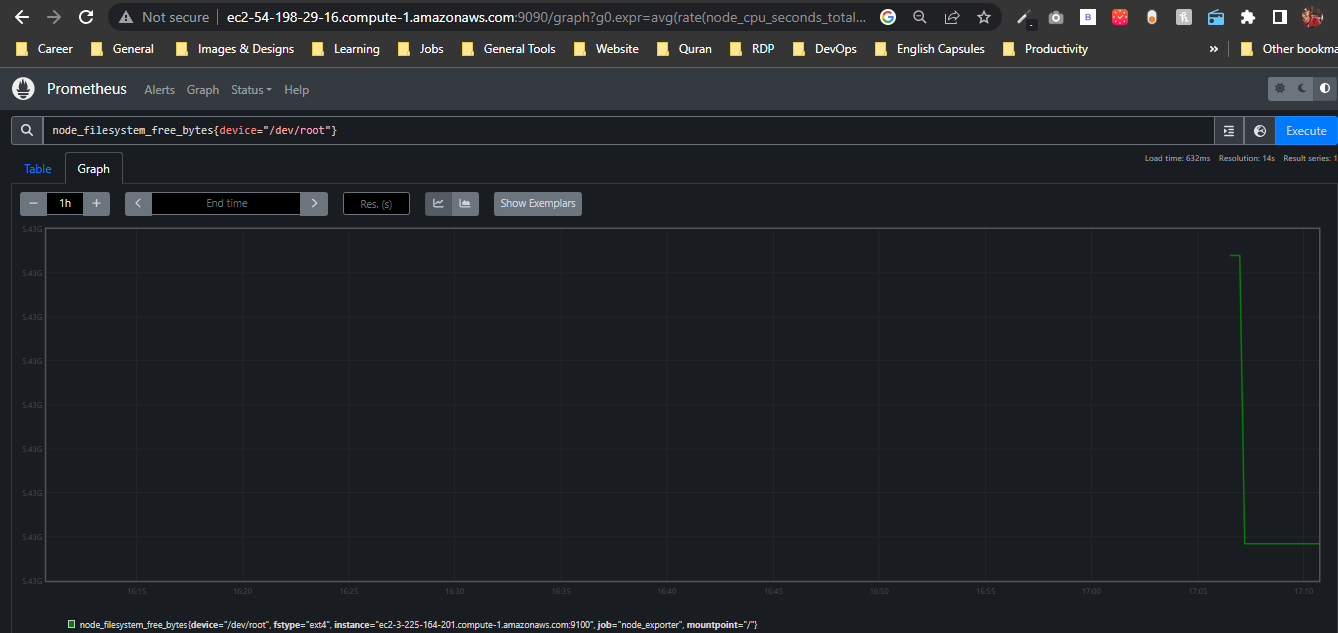 Not secure ec2-54-198-29-16.compute-1.amazonaws.com:9090/graph?g0.expr=avg(rate(node_cpu_seconds_total...
Career General Images & Designs Learning Jobs General Tools Website Quran RDP DevOps English Capsules Productivity » Other bookma
Prometheus Alerts Graph Status Help
node_filesystem_free_bytes{device="/dev/root"} Execute
Load time: 632ms Resolution: 14s Result series: 1
Table Graph
− 1h + End time Res. (s) Show Exemplars
5.43G
5.43G
5.43G
5.43G
5.43G
5.43G
5.43G
5.43G
5.43G
16:15 16:20 16:25 16:30 16:35 16:40 16:45 16:50 16:55 17:00 17:05 17:10
node_filesystem_free_bytes{device="/dev/root", fstype="ext4", instance="ec2-3-225-164-201.compute-1.amazonaws.com:9100", job="node_exporter", mountpoint="/"}